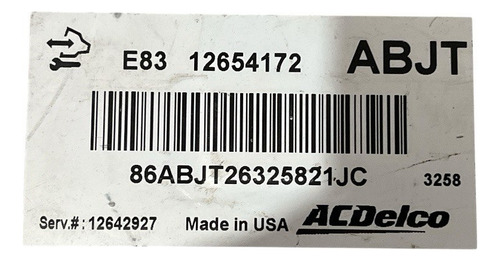 E83 12654172 ABJT
86ABJT26325821JC 3258
Serv.#: 12642927 Made in USA ACDelco